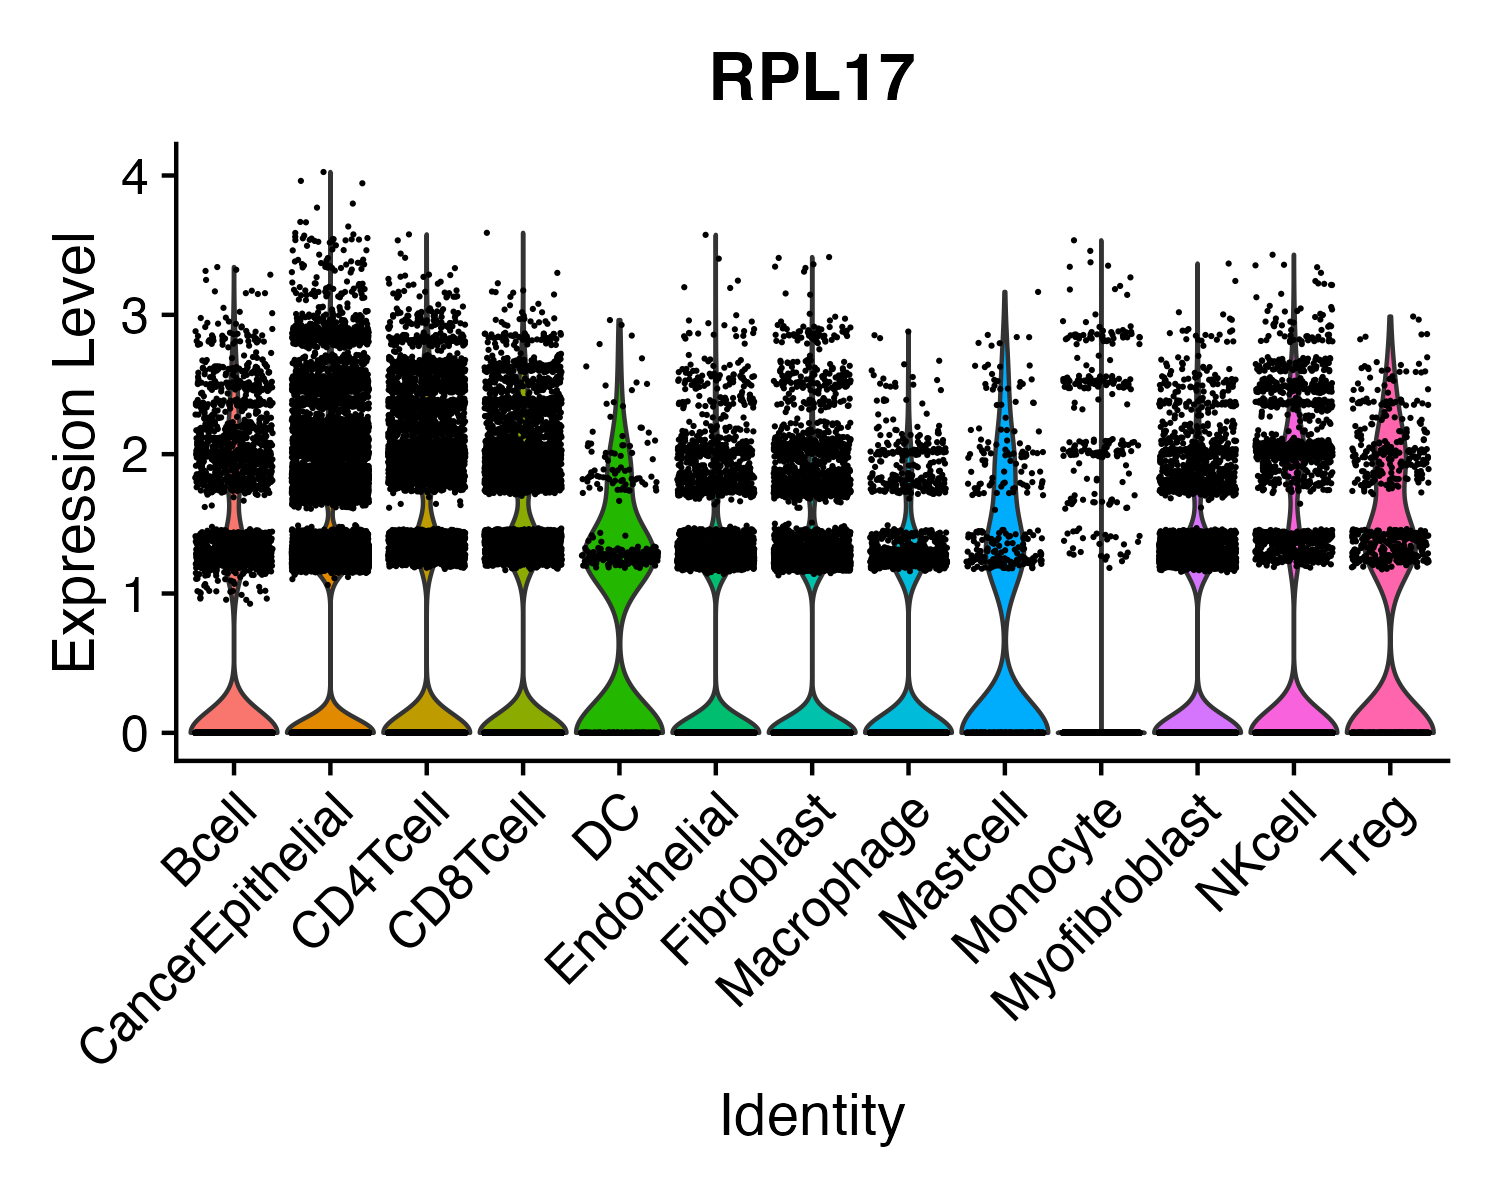 RPL17
Expression Level
4
3
2
1
0
Bcell
CancerEpithelial
CD4Tcell
CD8Tcell
DC
Endothelial
Fibroblast
Macrophage
Mastcell
Monocyte
Myofibroblast
NKcell
Treg
Identity